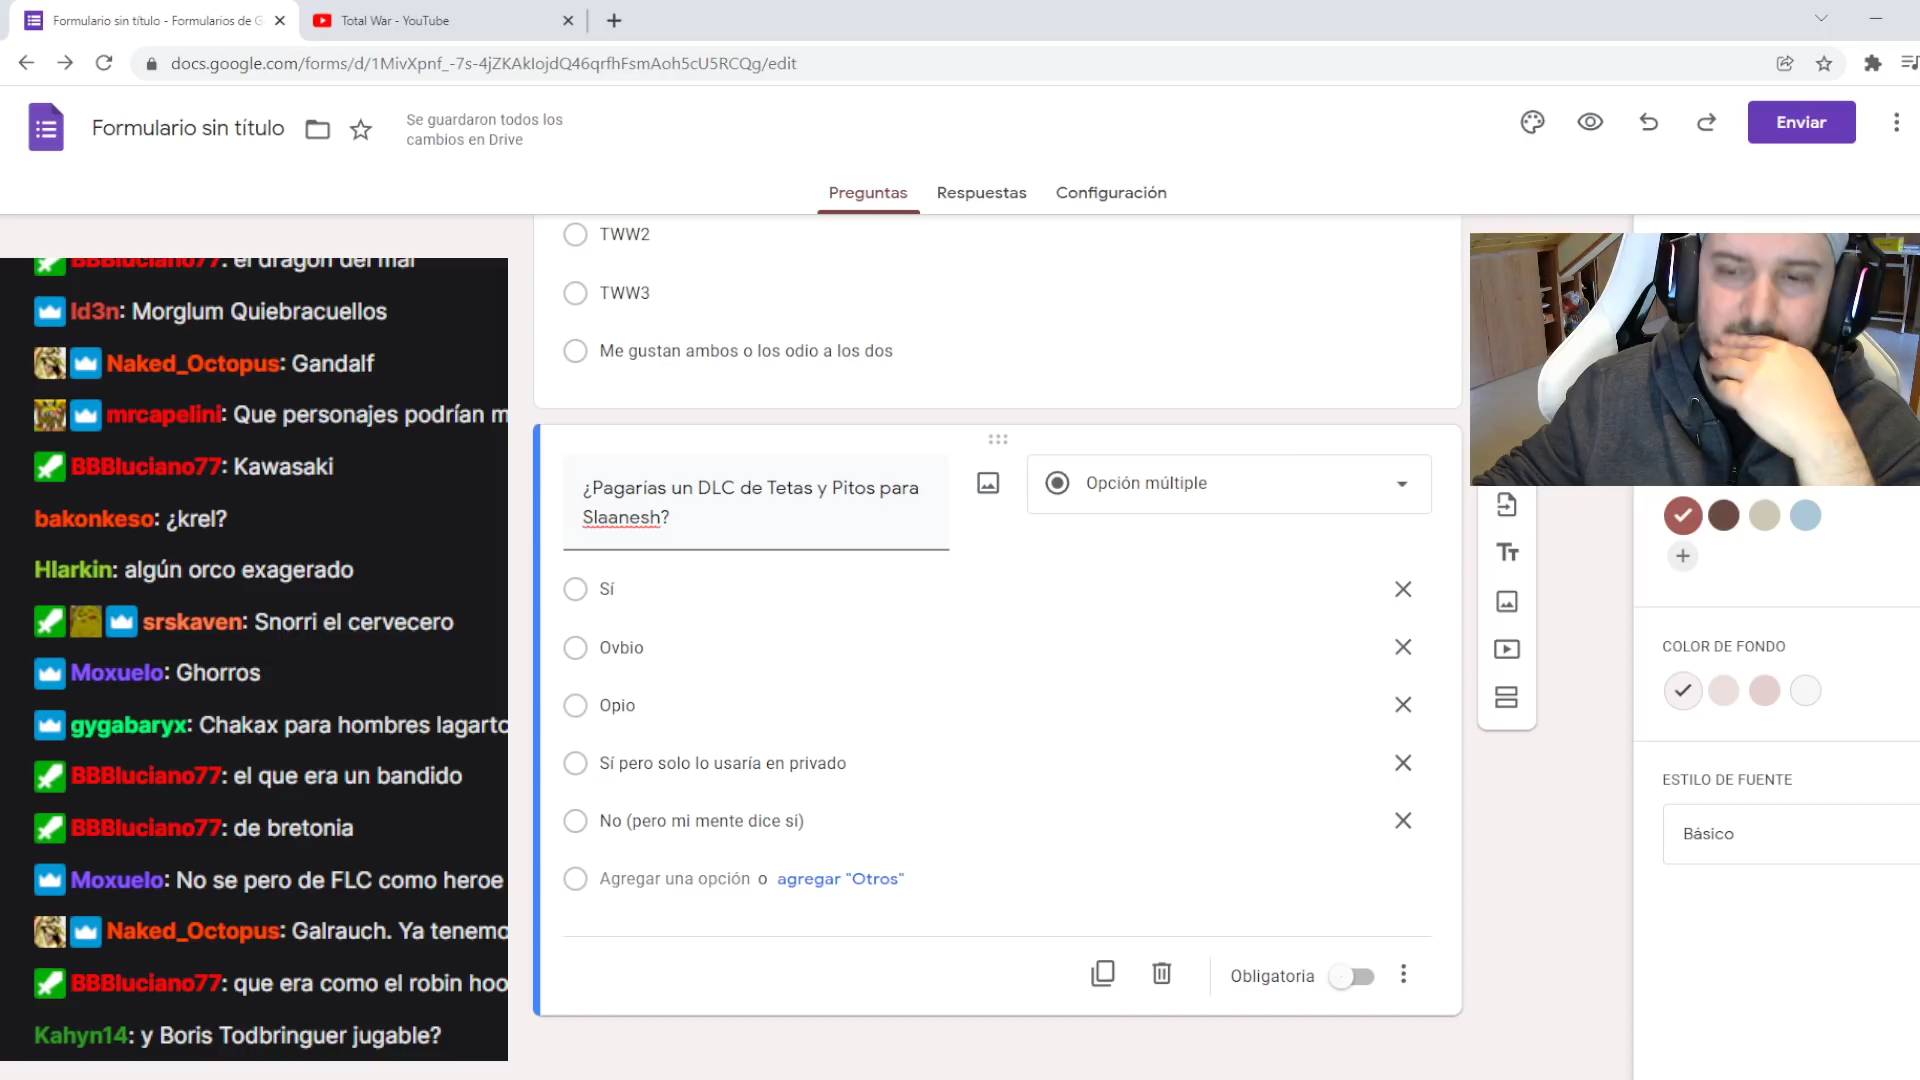 Formulario sin título - Formularios de G
Total War - YouTube
docs.google.com/forms/d/1MivXpnf_-7s-4jZKAkIojdQ46qrfhFsmAoh5cU5RCQg/edit
Formulario sin título
Se guardaron todos los
cambios en Drive
Enviar
Preguntas
Respuestas
Configuración
BBBluciano77: el dragon del mal
Id3n: Morglum Quiebracuellos
Naked_Octopus: Gandalf
mrcapelini: Que personajes podrían m
BBBluciano77: Kawasaki
bakonkeso: ¿krel?
Hlarkin: algún orco exagerado
srskaven: Snorri el cervecero
Moxuelo: Ghorros
gygabaryx: Chakax para hombres lagarto
BBBluciano77: el que era un bandido
BBBluciano77: de bretonia
Moxuelo: No se pero de FLC como heroe
Naked_Octopus: Galrauch. Ya tenemo
BBBluciano77: que era como el robin hoo
Kahyn14: y Boris Todbringuer jugable?
TWW2
TWW3
Me gustan ambos o los odio a los dos
¿Pagarías un DLC de Tetas y Pitos para
Slaanesh?
Opción múltiple
Sí
Ovbio
Opio
Sí pero solo lo usaría en privado
No (pero mi mente dice si)
Agregar una opción o agregar "Otros"
Obligatoria
Tт
COLOR DE FONDO
ESTILO DE FUENTE
Básico